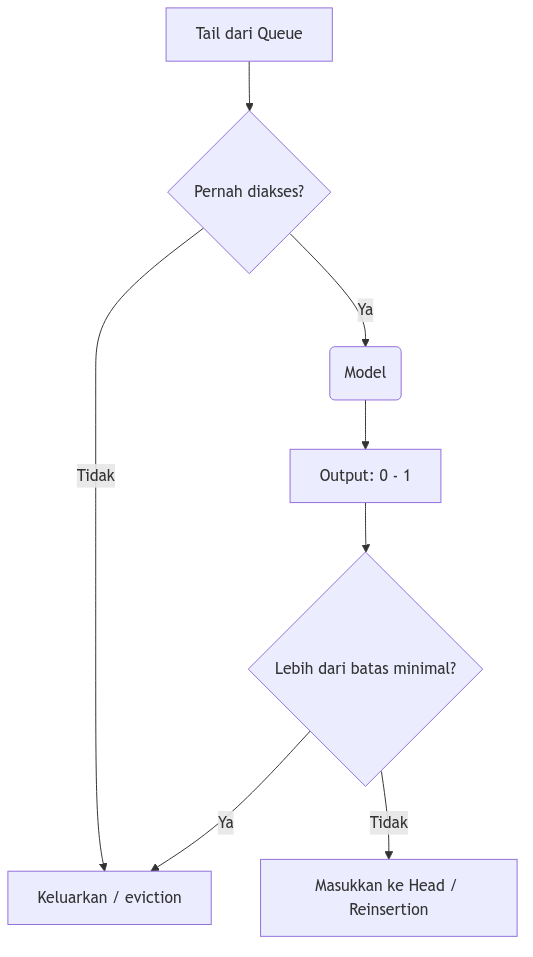 Tail dari Queue
Pernah diakses?
Ya
Model
Tidak
Output: 0 - 1
Lebih dari batas minimal?
Ya
Tidak
Keluarkan / eviction
Masukkan ke Head /
Reinsertion